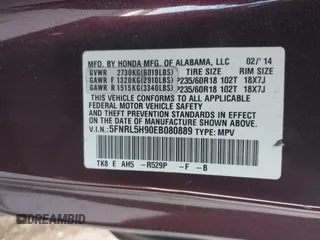 MFD. BY HONDA MFG. OF ALABAMA, LLC 02/'14
TIRE SIZE RIM SIZE
GVWR 2730KG(6019LBS)
GAWR F 1320KG(2910LBS) P235/60R18 102T 18X7J
GAWR R 1515KG(3340LBS) P235/60R18 102T 18X7J
THIS VEHICLE CONFORMS TO ALL APPLICABLE
FEDERAL MOTOR VEHICLE SAFETY AND
THEFT PREVENTION STANDARDS IN EFFECT ON
THE DATE OF MANUFACTURE SHOWN ABOVE.
V.I.N:5FNRL5H90EB080889 TYPE: MPV
TK8 E AH5 -R529P -F -B